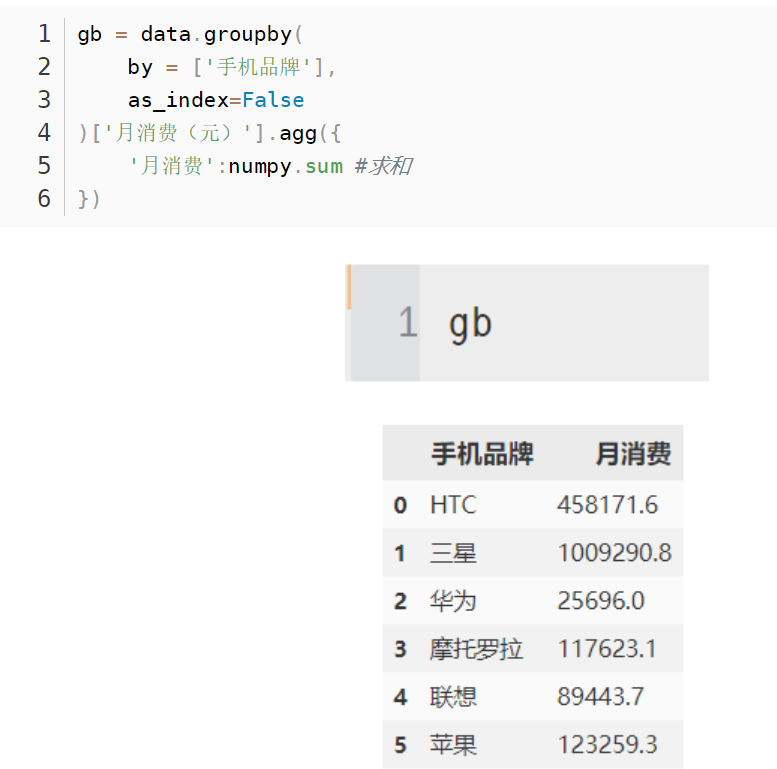 1 gb = data.groupby(
2     by = ['手机品牌'],
3     as_index=False
4 )['月消费（元）'].agg({
5     '月消费':numpy.sum #求和
6 })
1 gb
手机品牌 月消费
0 HTC 458171.6
1 三星 1009290.8
2 华为 25696.0
3 摩托罗拉 117623.1
4 联想 89443.7
5 苹果 123259.3